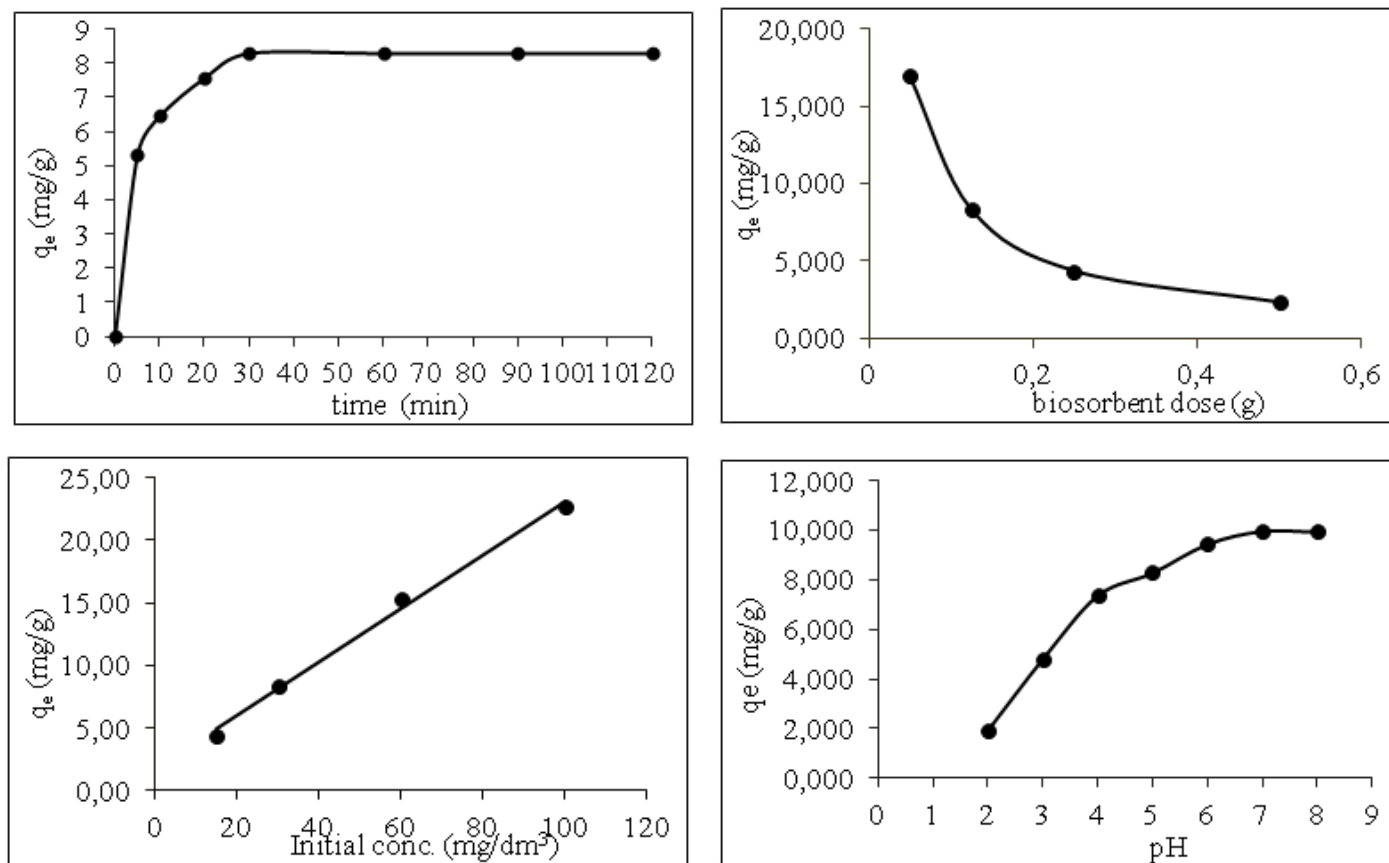 9
8
7
6
5
4
3
2
1
0
qₑ (mg/g)
0 10 20 30 40 50 60 70 80 90 100 110 120
time (min)
20,000
15,000
10,000
5,000
0,000
qₑ (mg/g)
0 0,2 0,4 0,6
biosorbent dose (g)
25,00
20,00
15,00
10,00
5,00
0,00
qₑ (mg/g)
0 20 40 60 80 100 120
Initial conc. (mg/dm³)
12,000
10,000
8,000
6,000
4,000
2,000
0,000
qe (mg/g)
0 1 2 3 4 5 6 7 8 9
pH